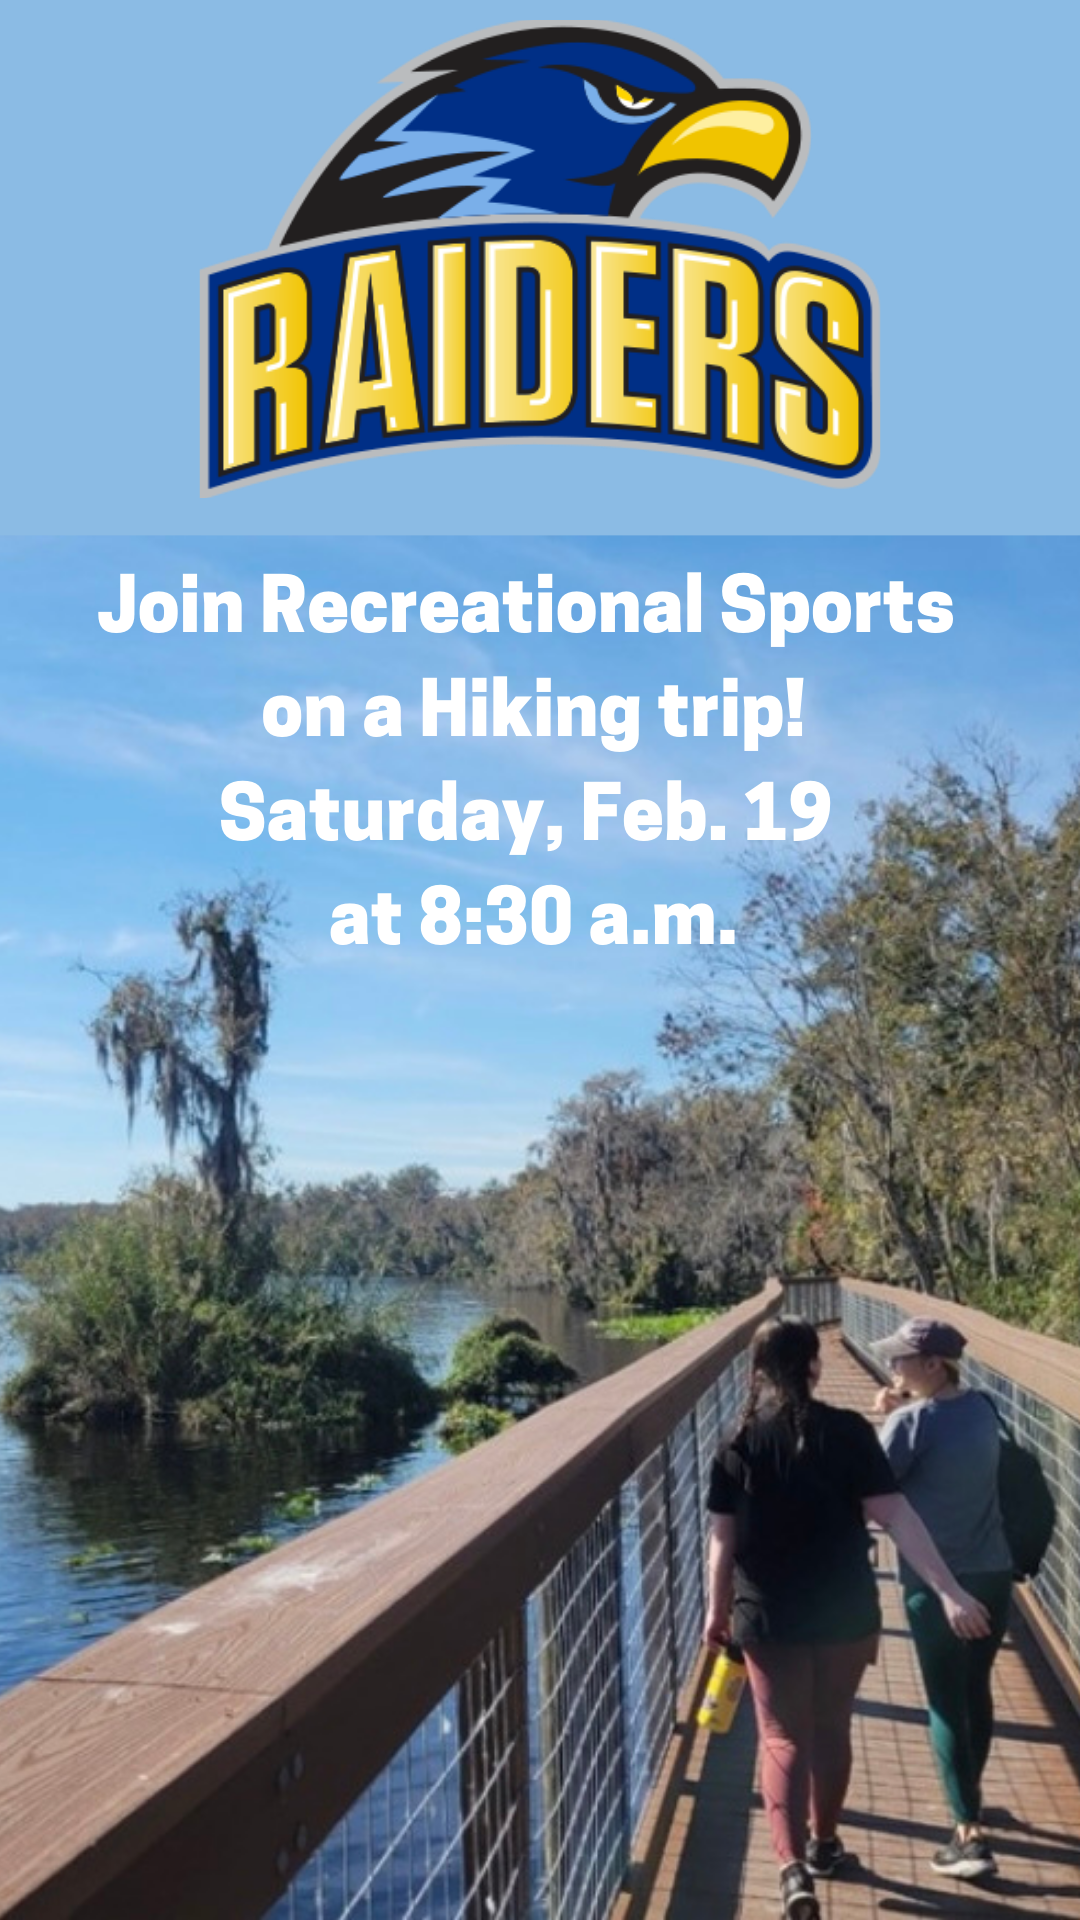 RAIDERS
Join Recreational Sports
on a Hiking trip!
Saturday, Feb. 19
at 8:30 a.m.